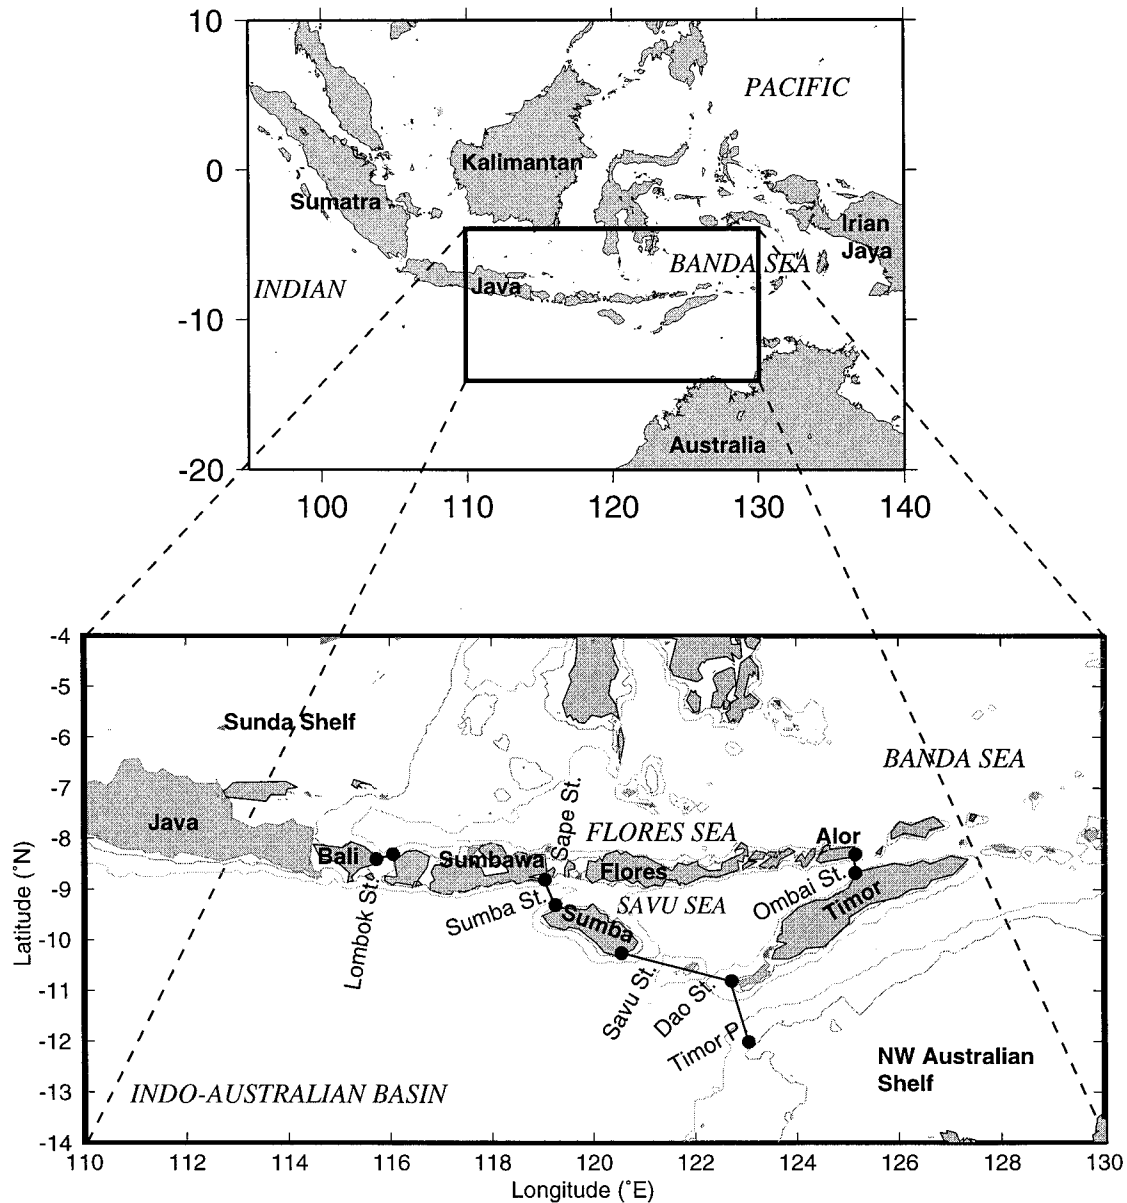 10
PACIFIC
0
Kalimantan
Sumatra
Irian
Jaya
BANDA SEA
INDIAN
Java
-10
Australia
-20
100 110 120 130 140
-4
-5
Sunda Shelf
-6
BANDA SEA
-7
Sape St.
Java
FLORES SEA
Alor
-8
Bali
Sumbawa
Flores
-9
Lombok St.
Sumba St.
Sumba
SAVU SEA
Ombai St.
Timor
Latitude (°N)
-10
-11
Savu St.
Dao St.
Timor P
-12
NW Australian
Shelf
-13
INDO-AUSTRALIAN BASIN
-14
110 112 114 116 118 120 122 124 126 128 130
Longitude (°E)